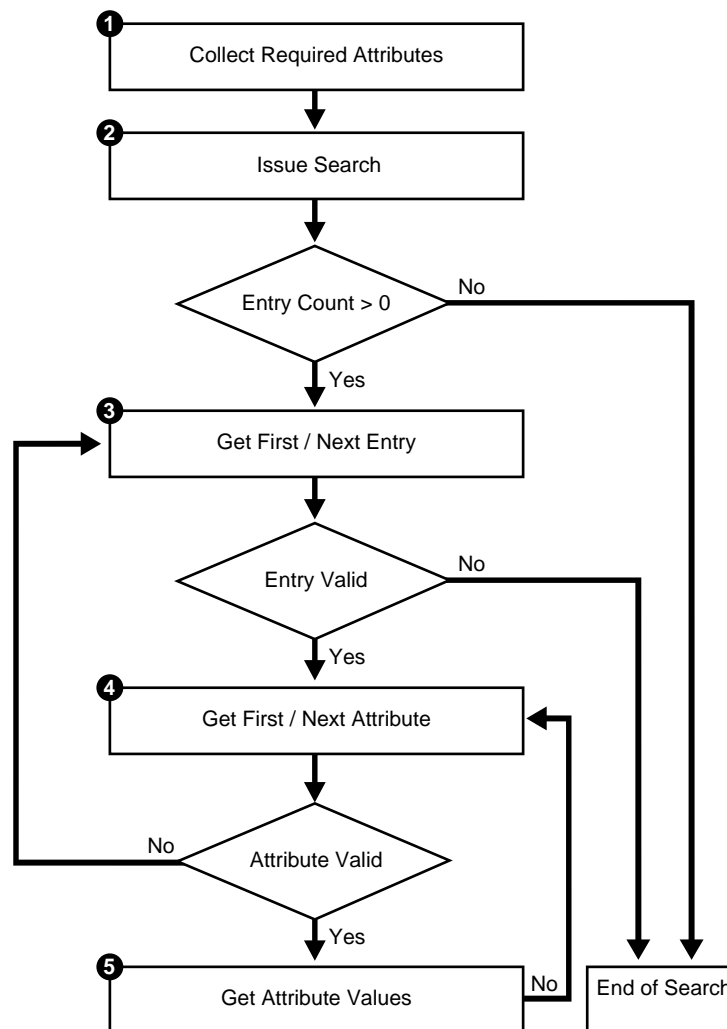 1
Collect Required Attributes
2
Issue Search
Entry Count > 0
No
Yes
3
Get First / Next Entry
Entry Valid
No
Yes
4
Get First / Next Attribute
No
Attribute Valid
Yes
5
Get Attribute Values
No
End of Search